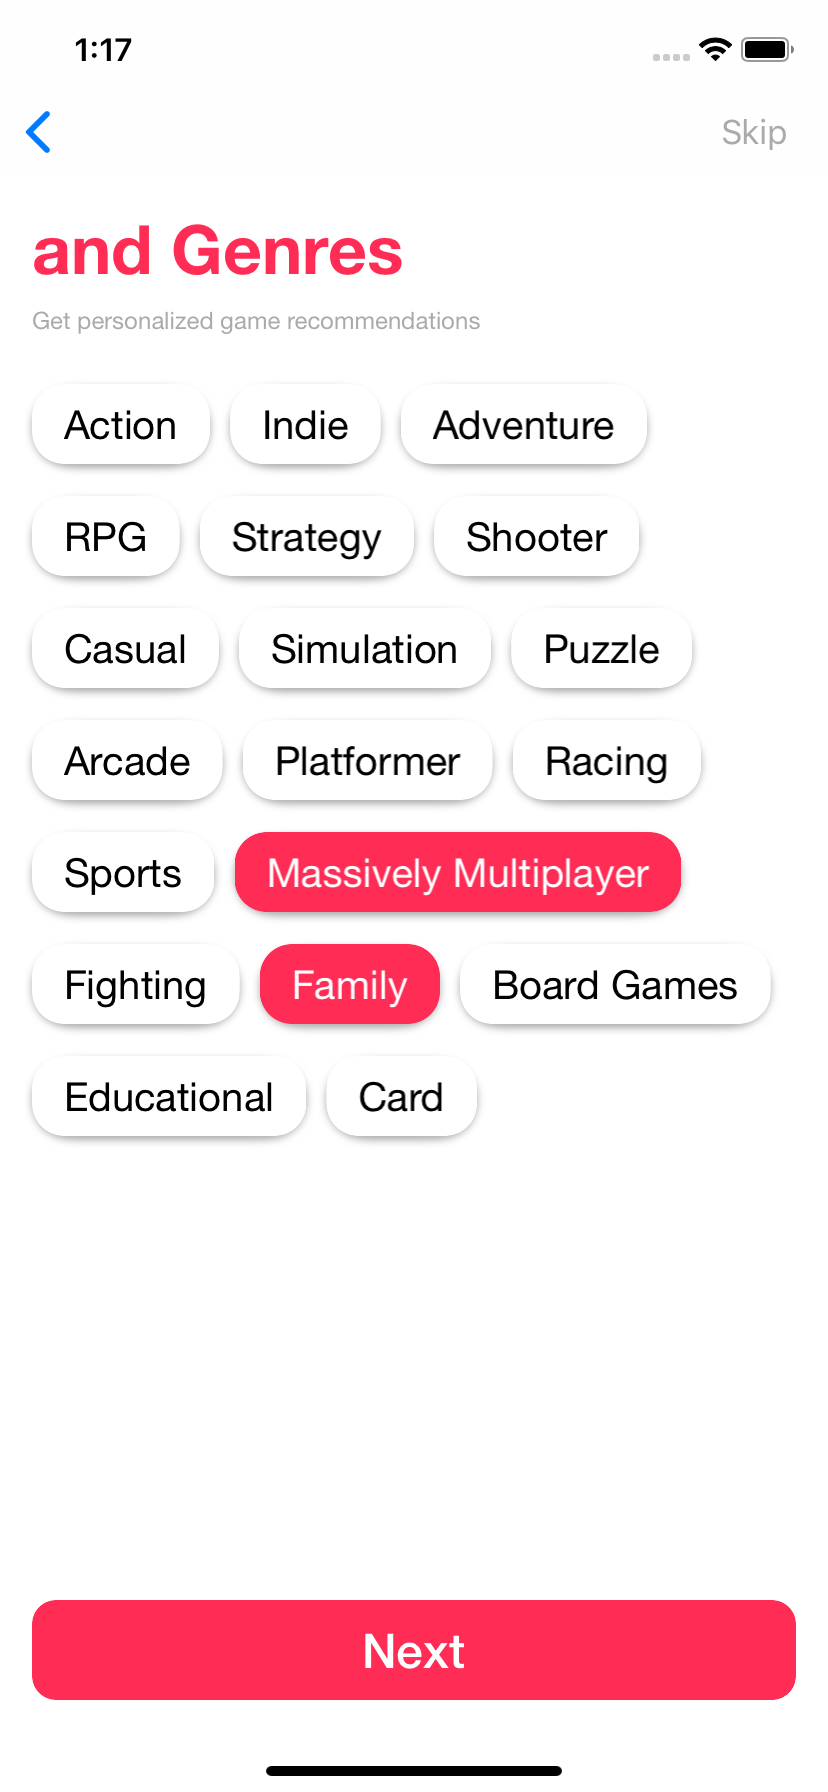 1:17
Skip
and Genres
Get personalized game recommendations
Action Indie Adventure
RPG Strategy Shooter
Casual Simulation Puzzle
Arcade Platformer Racing
Sports Massively Multiplayer
Fighting Family Board Games
Educational Card
Next